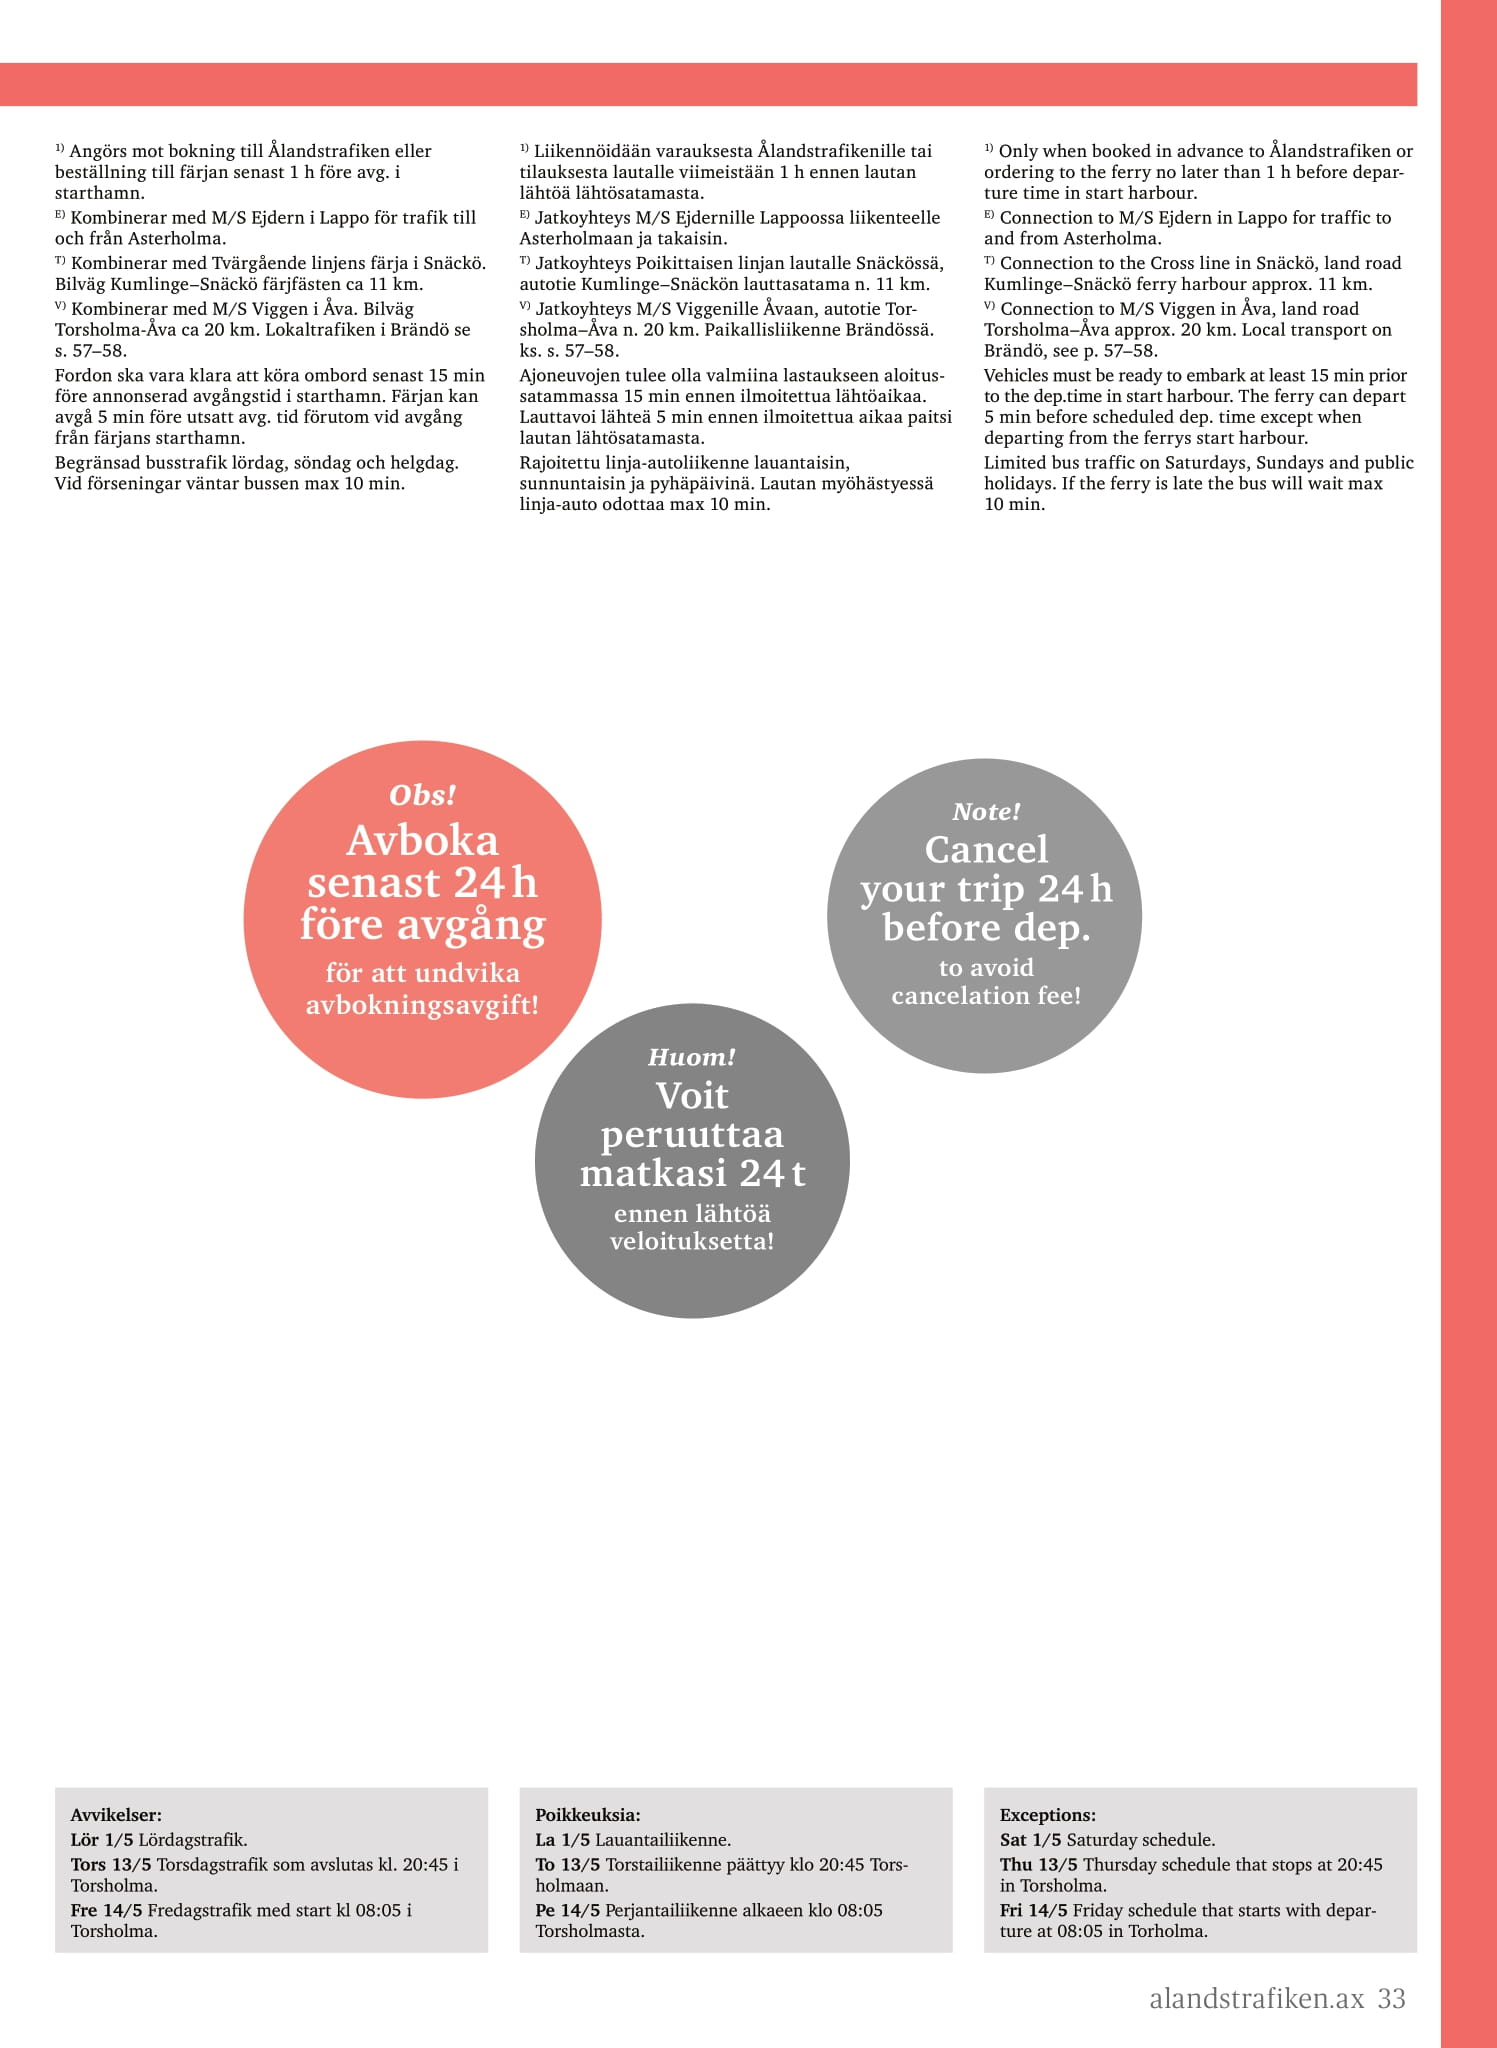 ¹⁾ Angörs mot bokning till Ålandstrafiken eller
beställning till färjan senast 1 h före avg. i
starthamn.
ᴱ⁾ Kombinerar med M/S Ejdern i Lappo för trafik till
och från Asterholma.
ᵀ⁾ Kombinerar med Tvärgående linjens färja i Snäckö.
Bilväg Kumlinge–Snäckö färjfästen ca 11 km.
ⱽ⁾ Kombinerar med M/S Viggen i Åva. Bilväg
Torsholma-Åva ca 20 km. Lokaltrafiken i Brändö se
s. 57–58.
Fordon ska vara klara att köra ombord senast 15 min
före annonserad avgångstid i starthamn. Färjan kan
avgå 5 min före utsatt avg. tid förutom vid avgång
från färjans starthamn.
Begränsad busstrafik lördag, söndag och helgdag.
Vid förseningar väntar bussen max 10 min.
¹⁾ Liikennöidään varauksesta Ålandstrafikenille tai
tilauksesta lautalle viimeistään 1 h ennen lautan
lähtöä lähtösatamasta.
ᴱ⁾ Jatkoyhteys M/S Ejdernille Lappoossa liikenteelle
Asterholmaan ja takaisin.
ᵀ⁾ Jatkoyhteys Poikittaisen linjan lautalle Snäckössä,
autotie Kumlinge–Snäckön lauttasatama n. 11 km.
ⱽ⁾ Jatkoyhteys M/S Viggenille Åvaan, autotie Tor-
sholma–Åva n. 20 km. Paikallisliikenne Brändössä.
ks. s. 57–58.
Ajoneuvojen tulee olla valmiina lastaukseen aloitus-
satammassa 15 min ennen ilmoitettua lähtöaikaa.
Lauttavoi lähteä 5 min ennen ilmoitettua aikaa paitsi
lautan lähtösatamasta.
Rajoitettu linja-autoliikenne lauantaisin,
sunnuntaisin ja pyhäpäivinä. Lautan myöhästyessä
linja-auto odottaa max 10 min.
¹⁾ Only when booked in advance to Ålandstrafiken or
ordering to the ferry no later than 1 h before depar-
ture time in start harbour.
ᴱ⁾ Connection to M/S Ejdern in Lappo for traffic to
and from Asterholma.
ᵀ⁾ Connection to the Cross line in Snäckö, land road
Kumlinge–Snäckö ferry harbour approx. 11 km.
ⱽ⁾ Connection to M/S Viggen in Åva, land road
Torsholma–Åva approx. 20 km. Local transport on
Brändö, see p. 57–58.
Vehicles must be ready to embark at least 15 min prior
to the dep.time in start harbour. The ferry can depart
5 min before scheduled dep. time except when
departing from the ferrys start harbour.
Limited bus traffic on Saturdays, Sundays and public
holidays. If the ferry is late the bus will wait max
10 min.
Obs!
Avboka
senast 24 h
före avgång
för att undvika
avbokningsavgift!
Note!
Cancel
your trip 24 h
before dep.
to avoid
cancelation fee!
Huom!
Voit
peruuttaa
matkasi 24 t
ennen lähtöä
veloituksetta!
Avvikelser:
Lör 1/5 Lördagstrafik.
Tors 13/5 Torsdagstrafik som avslutas kl. 20:45 i
Torsholma.
Fre 14/5 Fredagstrafik med start kl 08:05 i
Torsholma.
Poikkeuksia:
La 1/5 Lauantailiikenne.
To 13/5 Torstailiikenne päättyy klo 20:45 Tors-
holmaan.
Pe 14/5 Perjantailiikenne alkaeen klo 08:05
Torsholmasta.
Exceptions:
Sat 1/5 Saturday schedule.
Thu 13/5 Thursday schedule that stops at 20:45
in Torsholma.
Fri 14/5 Friday schedule that starts with depar-
ture at 08:05 in Torholma.
alandstrafiken.ax 33